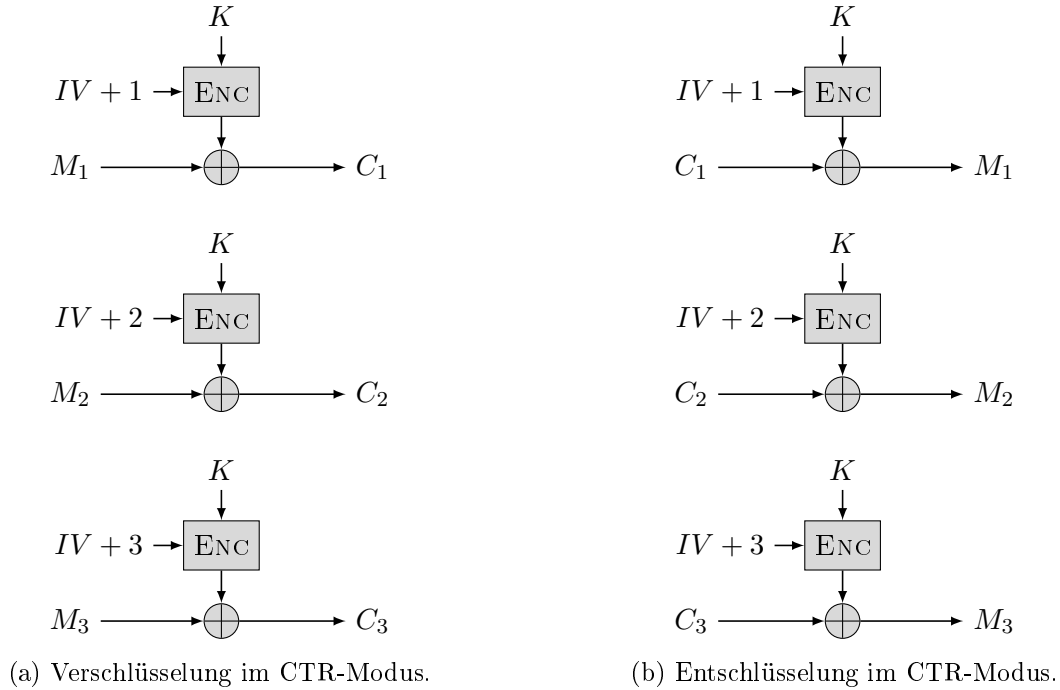 K K
IV + 1 ENC IV + 1 ENC
M₁ C₁ C₁ M₁
K K
IV + 2 ENC IV + 2 ENC
M₂ C₂ C₂ M₂
K K
IV + 3 ENC IV + 3 ENC
M₃ C₃ C₃ M₃
(a) Verschlüsselung im CTR-Modus. (b) Entschlüsselung im CTR-Modus.